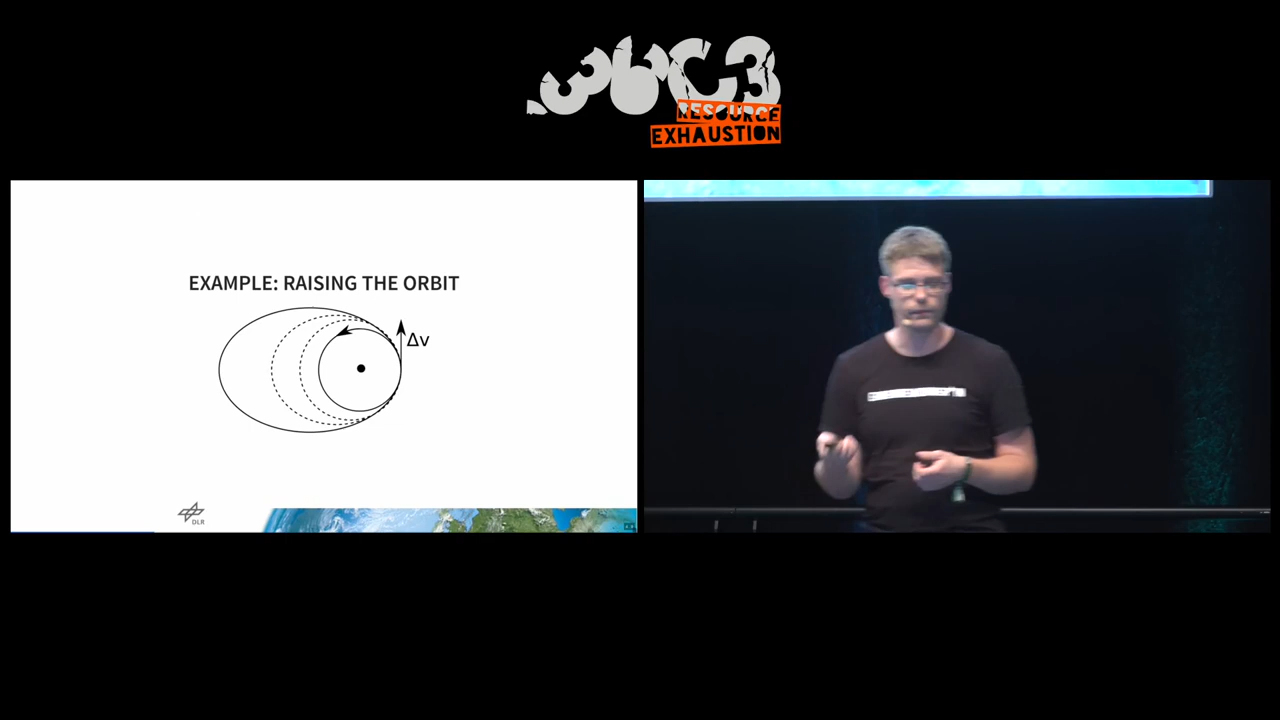 36C3
RESOURCE
EXHAUSTION
EXAMPLE: RAISING THE ORBIT
Δv
DLR